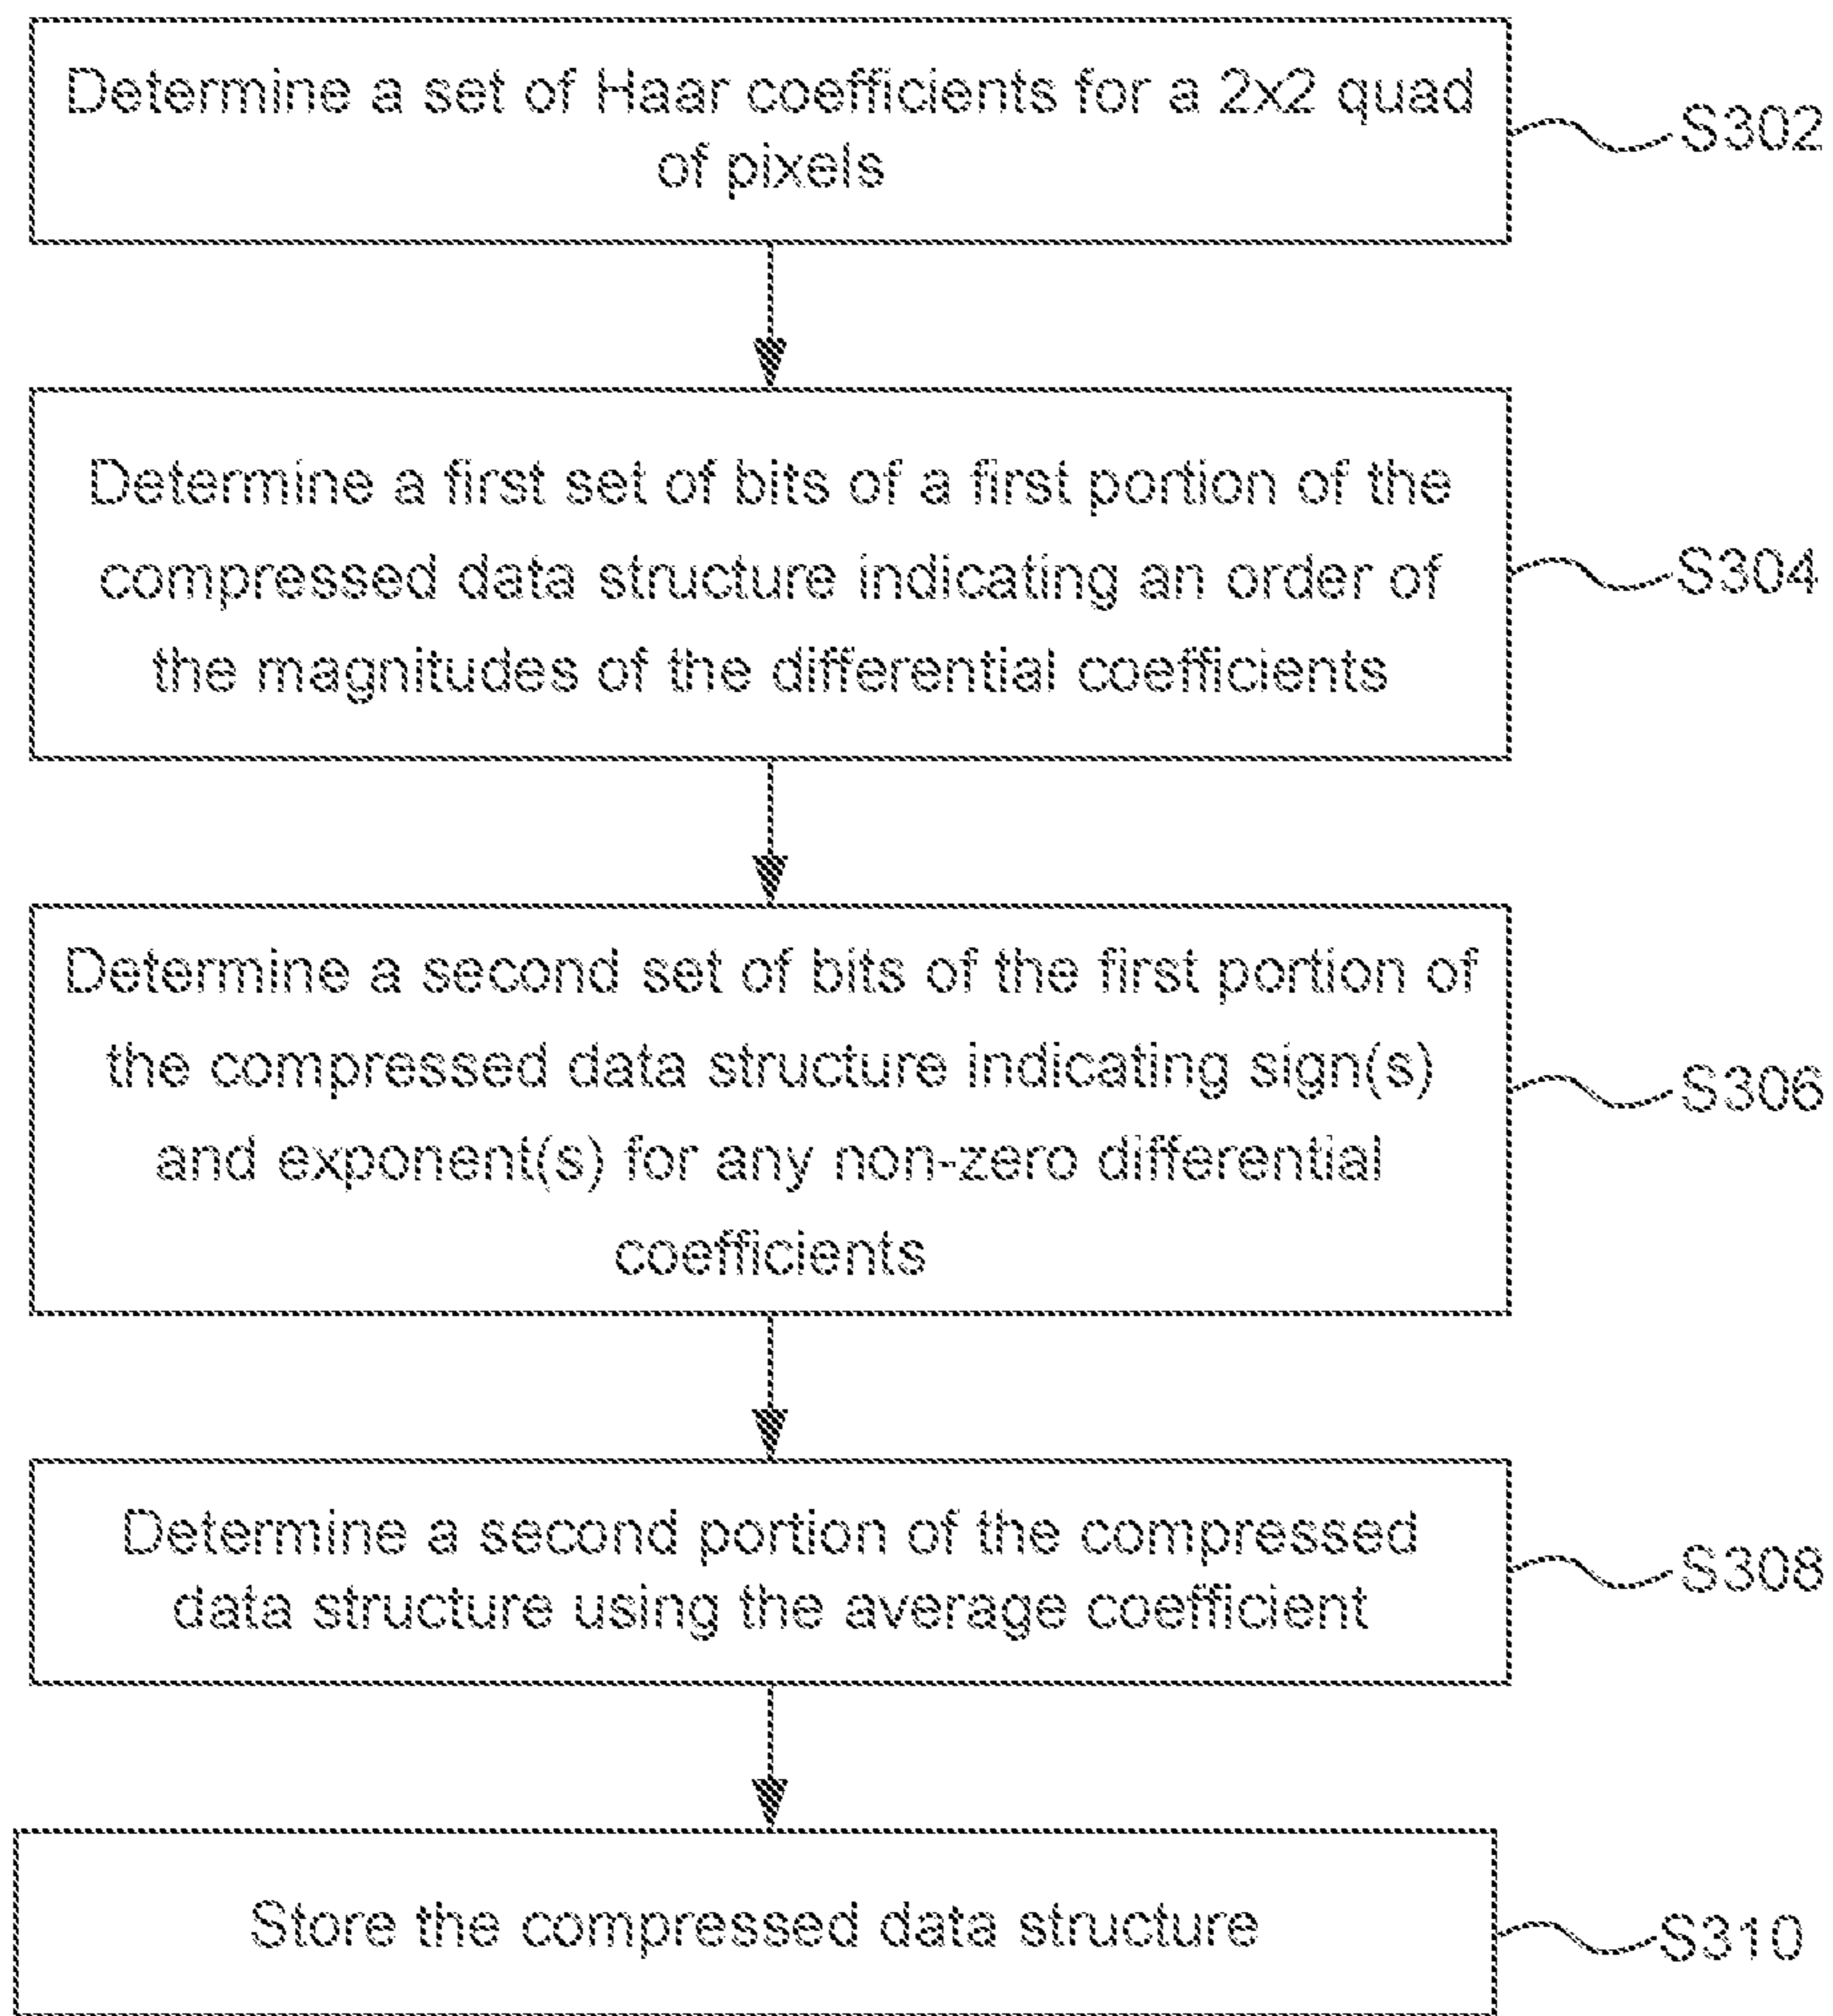 Determine a set of Haar coefficients for a 2x2 quad
of pixels
S302
Determine a first set of bits of a first portion of the
compressed data structure indicating an order of
the magnitudes of the differential coefficients
S304
Determine a second set of bits of the first portion of
the compressed data structure indicating sign(s)
and exponent(s) for any non-zero differential
coefficients
S306
Determine a second portion of the compressed
data structure using the average coefficient
S308
Store the compressed data structure
S310